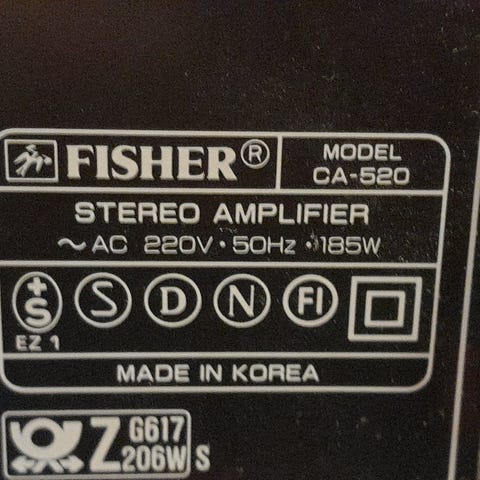 FISHER®
MODEL
CA-520
STEREO AMPLIFIER
~AC 220V·50Hz·185W
+S S D N FI
EZ 1
MADE IN KOREA
Z G617
206W S